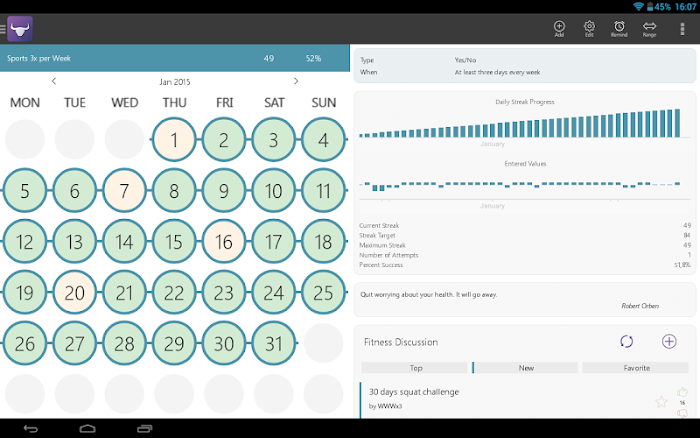 45% 16:07
Add Edit Remind Range
Sports 3x per Week 49 52%
Jan 2015
MON TUE WED THU FRI SAT SUN
1 2 3 4
5 6 7 8 9 10 11
12 13 14 15 16 17 18
19 20 21 22 23 24 25
26 27 28 29 30 31
Type Yes/No
When At least three days every week
Daily Streak Progress
January
Entered Values
January
Current Streak 49
Streak Target 84
Maximum Streak 49
Number of Attempts 1
Percent Success 51,8%
Quit worrying about your health. It will go away.
Robert Orben
Fitness Discussion
Top New Favorite
30 days squat challenge
by WWWx3
16